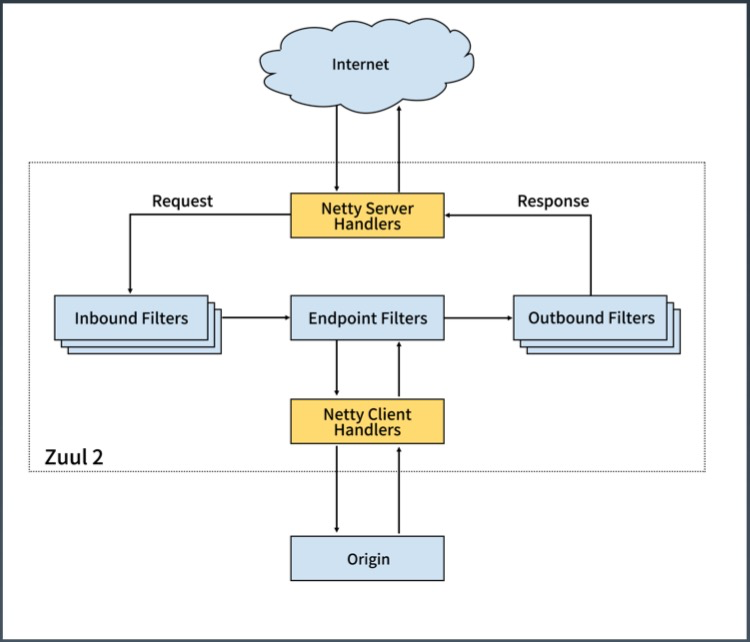 Internet
Request
Netty Server
Handlers
Response
Inbound Filters
Endpoint Filters
Outbound Filters
Netty Client
Handlers
Zuul 2
Origin